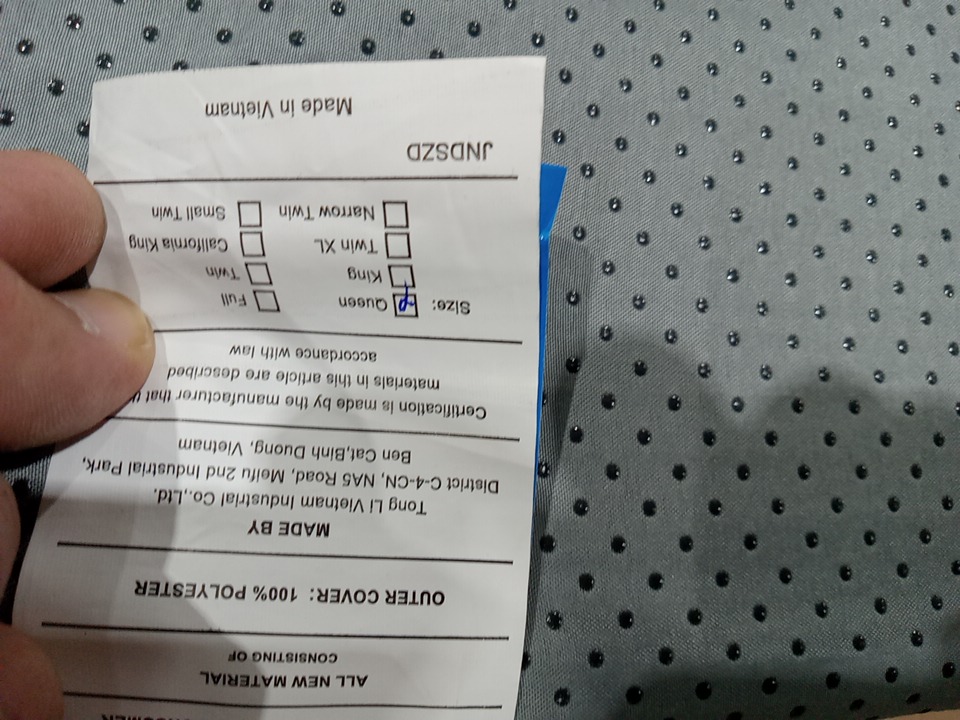 ALL NEW MATERIAL
CONSISTING OF
OUTER COVER: 100% POLYESTER
MADE BY
Tong Li Vietnam Industrial Co.,Ltd.
District C-4-CN, NA5 Road, Meifu 2nd Industrial Park,
Ben Cat,Binh Duong, Vietnam
Certification is made by the manufacturer that
materials in this article are described
accordance with law
Size: Queen Full
King Twin
Twin XL California King
Narrow Twin Small Twin
JNDSZD
Made in Vietnam